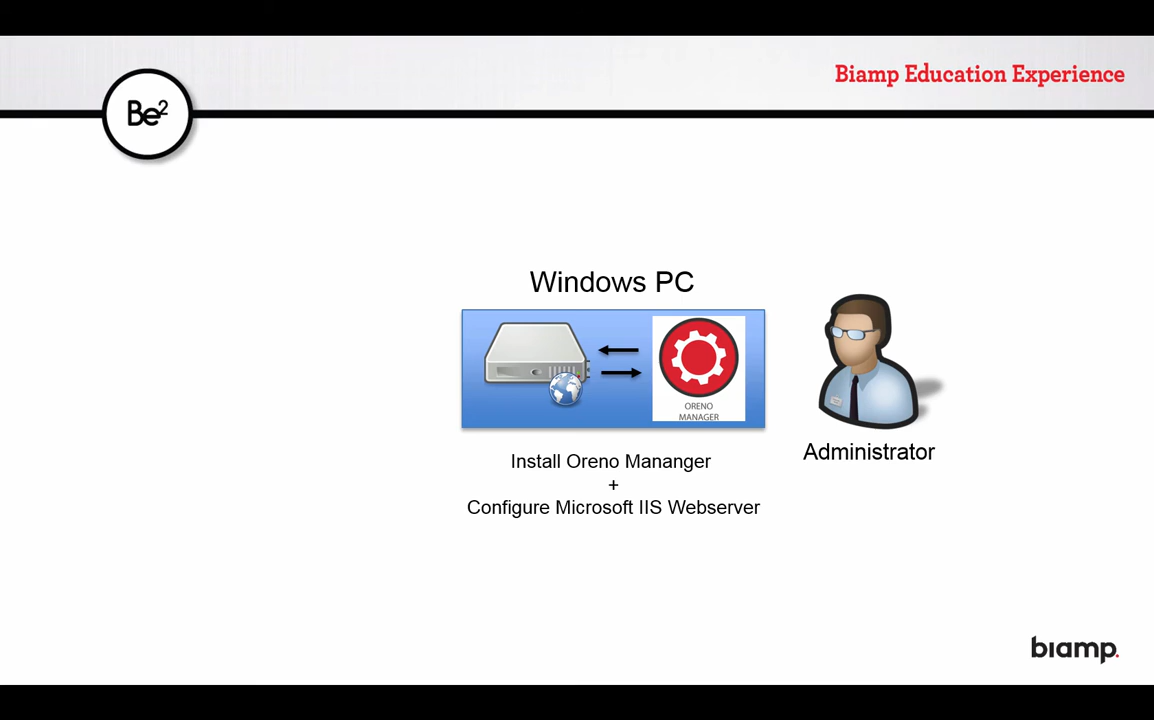 Biamp Education Experience
Be²
Windows PC
ORENO
MANAGER
Administrator
Install Oreno Mananger
+
Configure Microsoft IIS Webserver
biamp.